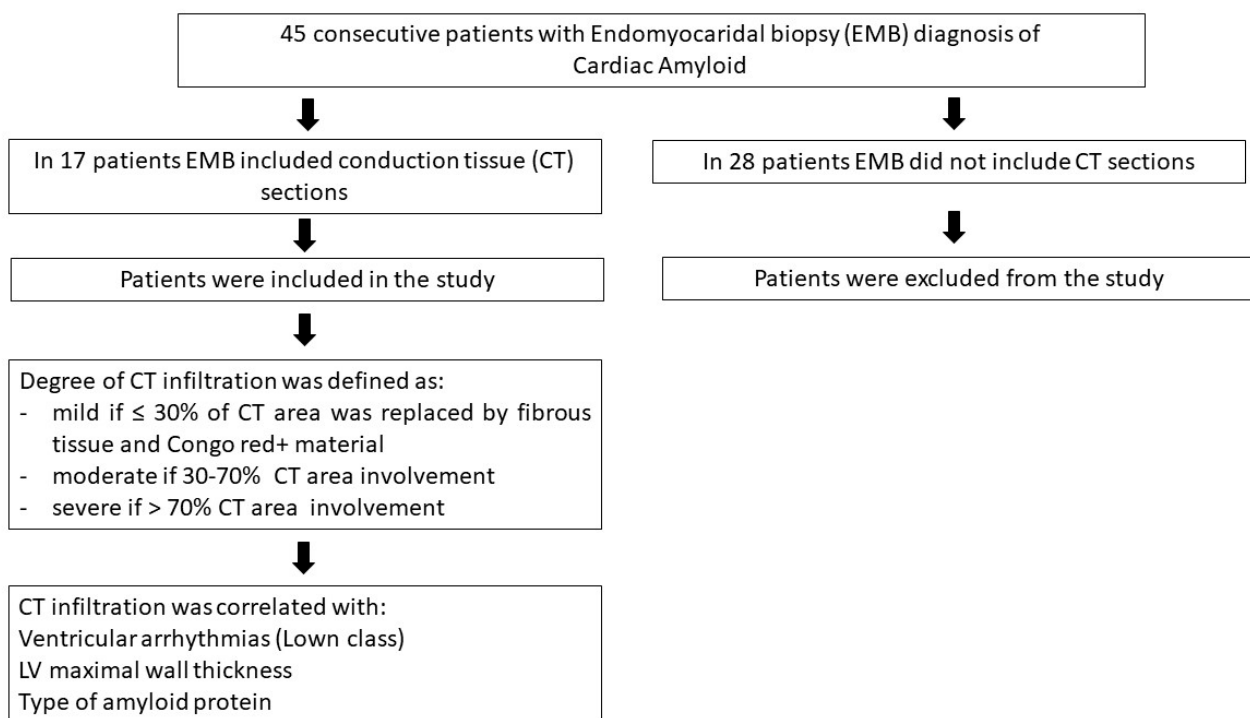 45 consecutive patients with Endomyocaridal biopsy (EMB) diagnosis of
Cardiac Amyloid
In 17 patients EMB included conduction tissue (CT)
sections
In 28 patients EMB did not include CT sections
Patients were included in the study
Patients were excluded from the study
Degree of CT infiltration was defined as:
- mild if ≤ 30% of CT area was replaced by fibrous
tissue and Congo red+ material
- moderate if 30-70% CT area involvement
- severe if > 70% CT area involvement
CT infiltration was correlated with:
Ventricular arrhythmias (Lown class)
LV maximal wall thickness
Type of amyloid protein